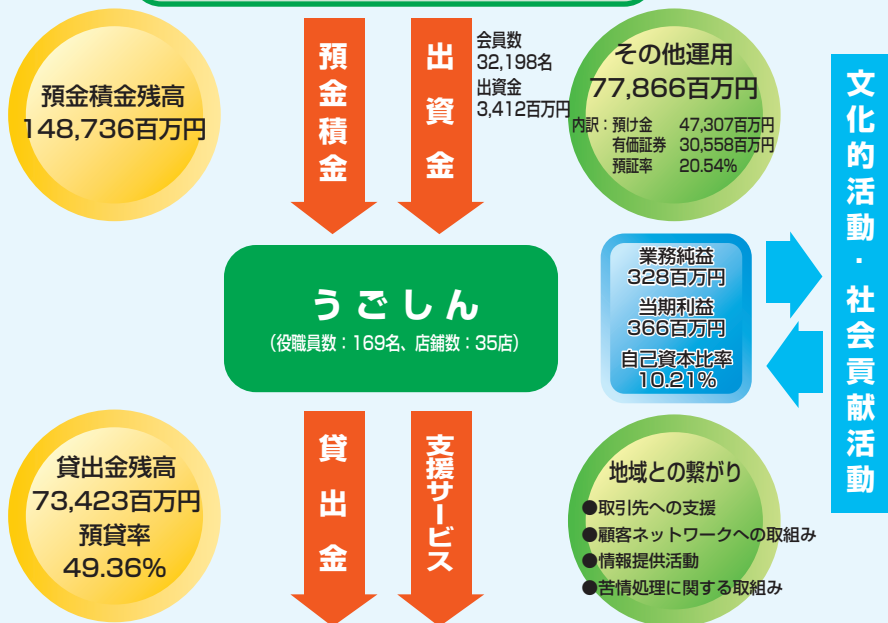 預金積金残高
148,736百万円
預金積金
出資金
会員数
32,198名
出資金
3,412百万円
その他運用
77,866百万円
内訳：預け金 47,307百万円
有価証券 30,558百万円
預証率 20.54%
文化的活動・社会貢献活動
うごしん
（役職員数：169名、店舗数：35店）
業務純益
328百万円
当期利益
366百万円
自己資本比率
10.21%
貸出金残高
73,423百万円
預貸率
49.36%
貸出金
支援サービス
地域との繋がり
●取引先への支援
●顧客ネットワークへの取組み
●情報提供活動
●苦情処理に関する取組み